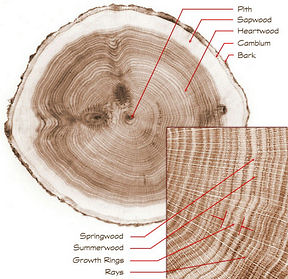 Pith
Sapwood
Heartwood
Cambium
Bark
Springwood
Summerwood
Growth Rings
Rays